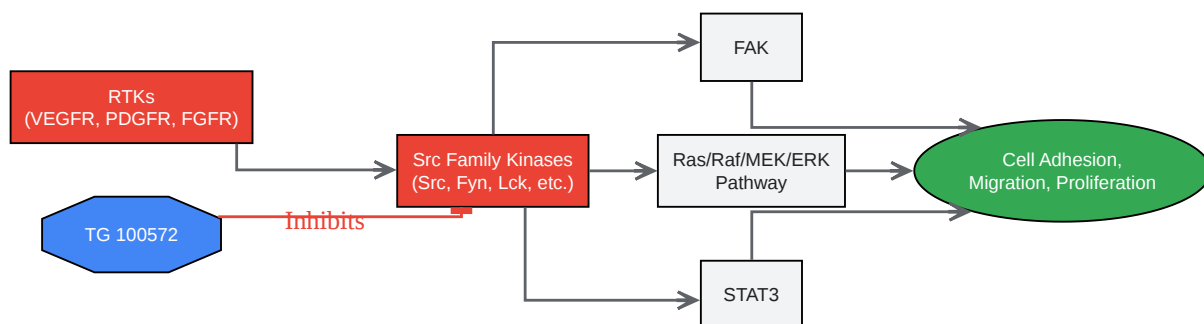 RTKs
(VEGFR, PDGFR, FGFR)
TG 100572
Inhibits
Src Family Kinases
(Src, Fyn, Lck, etc.)
FAK
Ras/Raf/MEK/ERK
Pathway
STAT3
Cell Adhesion,
Migration, Proliferation